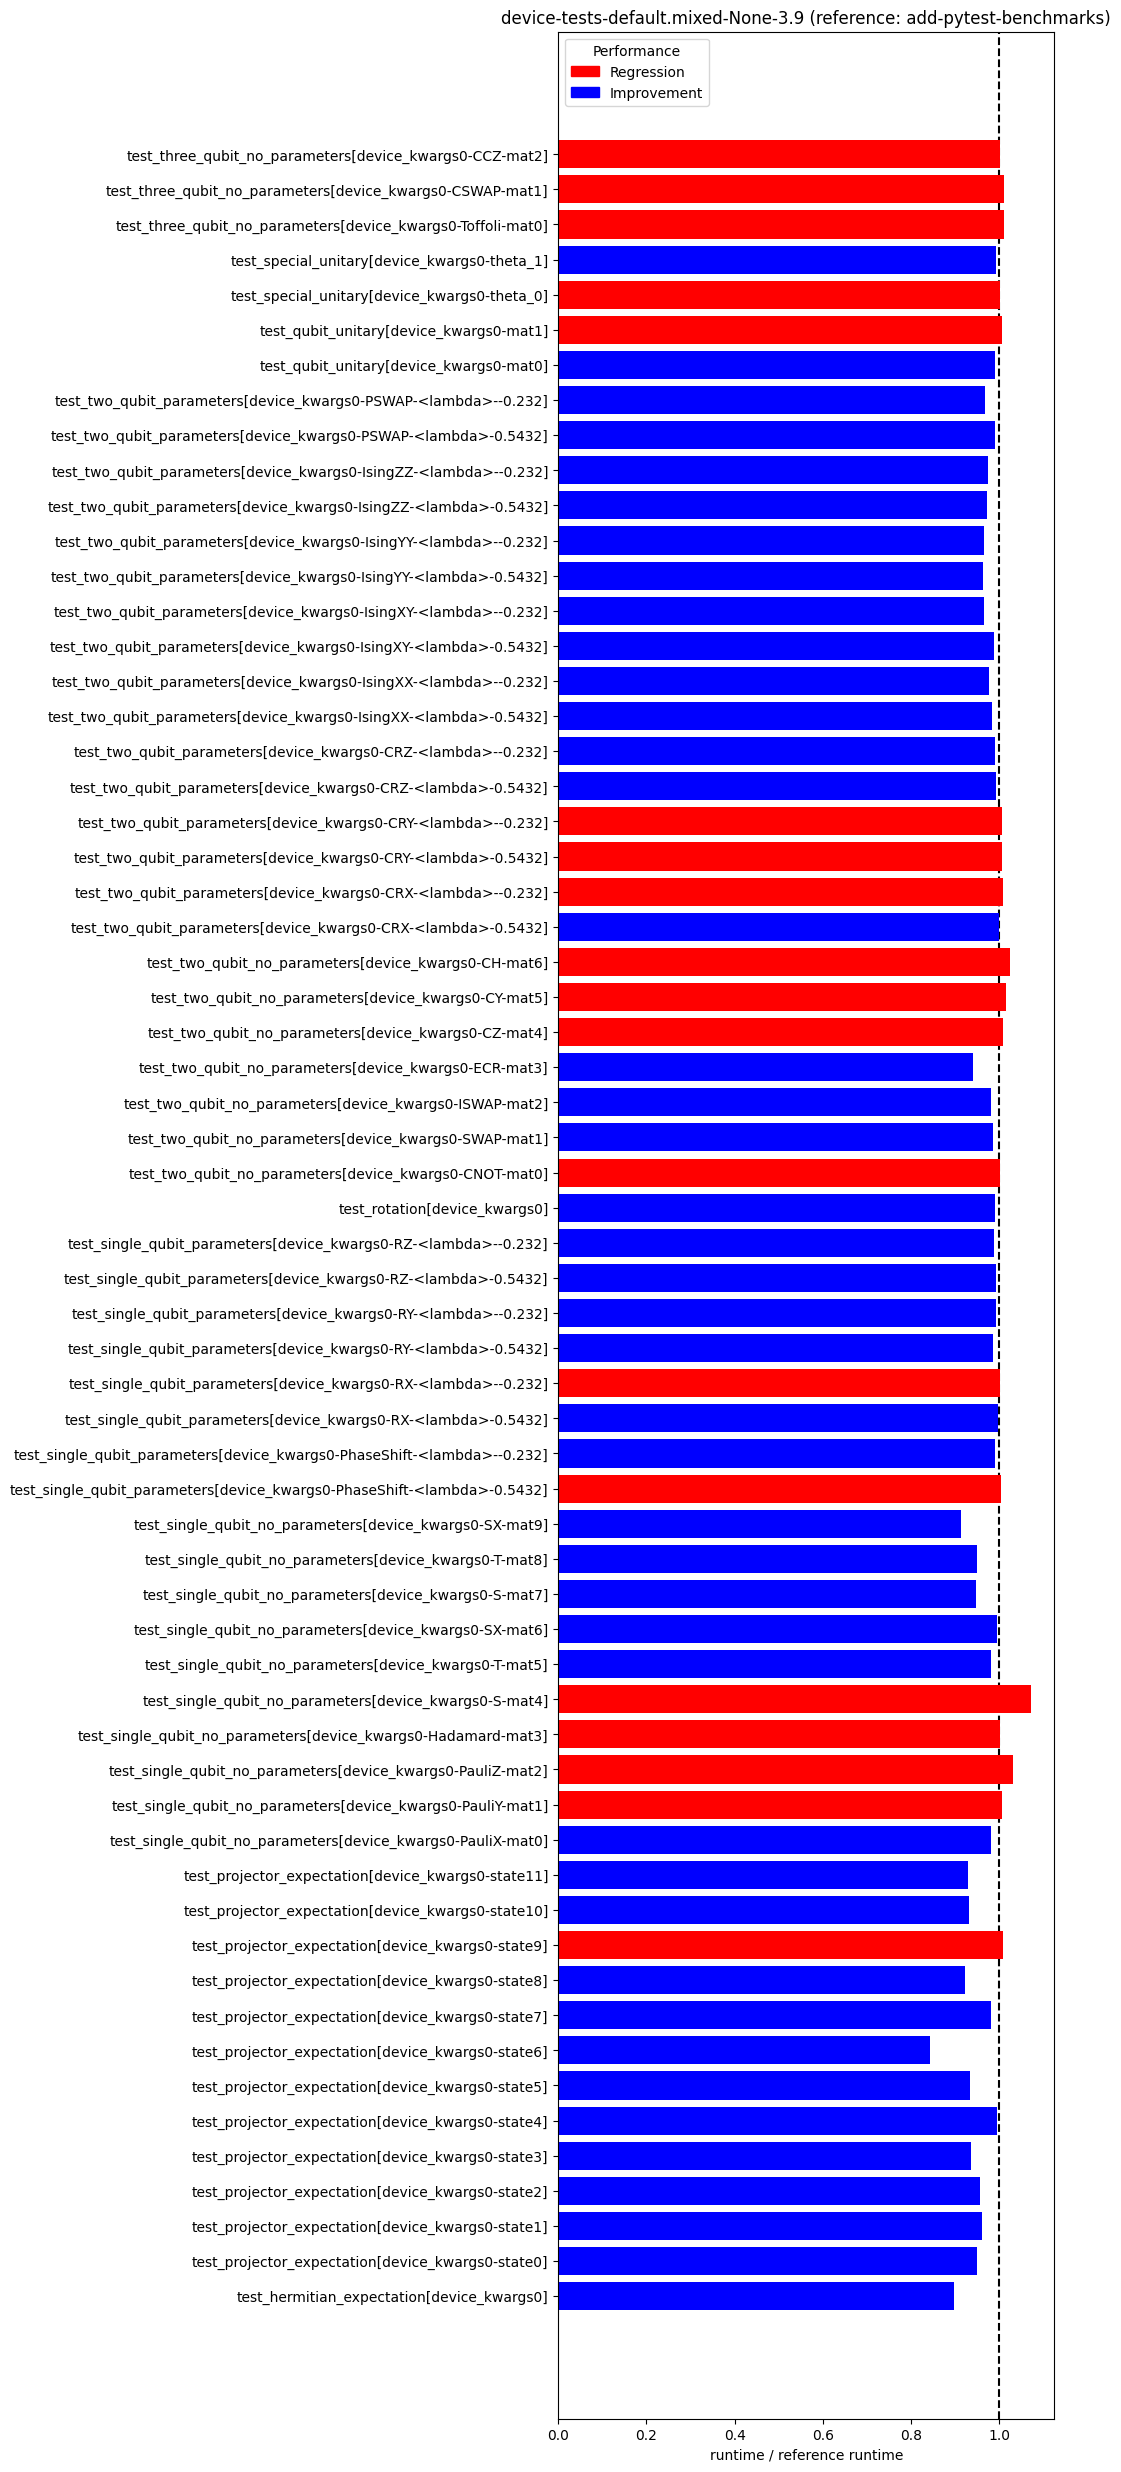 device-tests-default.mixed-None-3.9 (reference: add-pytest-benchmarks)
Performance
Regression
Improvement
test_three_qubit_no_parameters[device_kwargs0-CCZ-mat2]
test_three_qubit_no_parameters[device_kwargs0-CSWAP-mat1]
test_three_qubit_no_parameters[device_kwargs0-Toffoli-mat0]
test_special_unitary[device_kwargs0-theta_1]
test_special_unitary[device_kwargs0-theta_0]
test_qubit_unitary[device_kwargs0-mat1]
test_qubit_unitary[device_kwargs0-mat0]
test_two_qubit_parameters[device_kwargs0-PSWAP-<lambda>--0.232]
test_two_qubit_parameters[device_kwargs0-PSWAP-<lambda>-0.5432]
test_two_qubit_parameters[device_kwargs0-IsingZZ-<lambda>--0.232]
test_two_qubit_parameters[device_kwargs0-IsingZZ-<lambda>-0.5432]
test_two_qubit_parameters[device_kwargs0-IsingYY-<lambda>--0.232]
test_two_qubit_parameters[device_kwargs0-IsingYY-<lambda>-0.5432]
test_two_qubit_parameters[device_kwargs0-IsingXY-<lambda>--0.232]
test_two_qubit_parameters[device_kwargs0-IsingXY-<lambda>-0.5432]
test_two_qubit_parameters[device_kwargs0-IsingXX-<lambda>--0.232]
test_two_qubit_parameters[device_kwargs0-IsingXX-<lambda>-0.5432]
test_two_qubit_parameters[device_kwargs0-CRZ-<lambda>--0.232]
test_two_qubit_parameters[device_kwargs0-CRZ-<lambda>-0.5432]
test_two_qubit_parameters[device_kwargs0-CRY-<lambda>--0.232]
test_two_qubit_parameters[device_kwargs0-CRY-<lambda>-0.5432]
test_two_qubit_parameters[device_kwargs0-CRX-<lambda>--0.232]
test_two_qubit_parameters[device_kwargs0-CRX-<lambda>-0.5432]
test_two_qubit_no_parameters[device_kwargs0-CH-mat6]
test_two_qubit_no_parameters[device_kwargs0-CY-mat5]
test_two_qubit_no_parameters[device_kwargs0-CZ-mat4]
test_two_qubit_no_parameters[device_kwargs0-ECR-mat3]
test_two_qubit_no_parameters[device_kwargs0-ISWAP-mat2]
test_two_qubit_no_parameters[device_kwargs0-SWAP-mat1]
test_two_qubit_no_parameters[device_kwargs0-CNOT-mat0]
test_rotation[device_kwargs0]
test_single_qubit_parameters[device_kwargs0-RZ-<lambda>--0.232]
test_single_qubit_parameters[device_kwargs0-RZ-<lambda>-0.5432]
test_single_qubit_parameters[device_kwargs0-RY-<lambda>--0.232]
test_single_qubit_parameters[device_kwargs0-RY-<lambda>-0.5432]
test_single_qubit_parameters[device_kwargs0-RX-<lambda>--0.232]
test_single_qubit_parameters[device_kwargs0-RX-<lambda>-0.5432]
test_single_qubit_parameters[device_kwargs0-PhaseShift-<lambda>--0.232]
test_single_qubit_parameters[device_kwargs0-PhaseShift-<lambda>-0.5432]
test_single_qubit_no_parameters[device_kwargs0-SX-mat9]
test_single_qubit_no_parameters[device_kwargs0-T-mat8]
test_single_qubit_no_parameters[device_kwargs0-S-mat7]
test_single_qubit_no_parameters[device_kwargs0-SX-mat6]
test_single_qubit_no_parameters[device_kwargs0-T-mat5]
test_single_qubit_no_parameters[device_kwargs0-S-mat4]
test_single_qubit_no_parameters[device_kwargs0-Hadamard-mat3]
test_single_qubit_no_parameters[device_kwargs0-PauliZ-mat2]
test_single_qubit_no_parameters[device_kwargs0-PauliY-mat1]
test_single_qubit_no_parameters[device_kwargs0-PauliX-mat0]
test_projector_expectation[device_kwargs0-state11]
test_projector_expectation[device_kwargs0-state10]
test_projector_expectation[device_kwargs0-state9]
test_projector_expectation[device_kwargs0-state8]
test_projector_expectation[device_kwargs0-state7]
test_projector_expectation[device_kwargs0-state6]
test_projector_expectation[device_kwargs0-state5]
test_projector_expectation[device_kwargs0-state4]
test_projector_expectation[device_kwargs0-state3]
test_projector_expectation[device_kwargs0-state2]
test_projector_expectation[device_kwargs0-state1]
test_projector_expectation[device_kwargs0-state0]
test_hermitian_expectation[device_kwargs0]
0.0 0.2 0.4 0.6 0.8 1.0
runtime / reference runtime